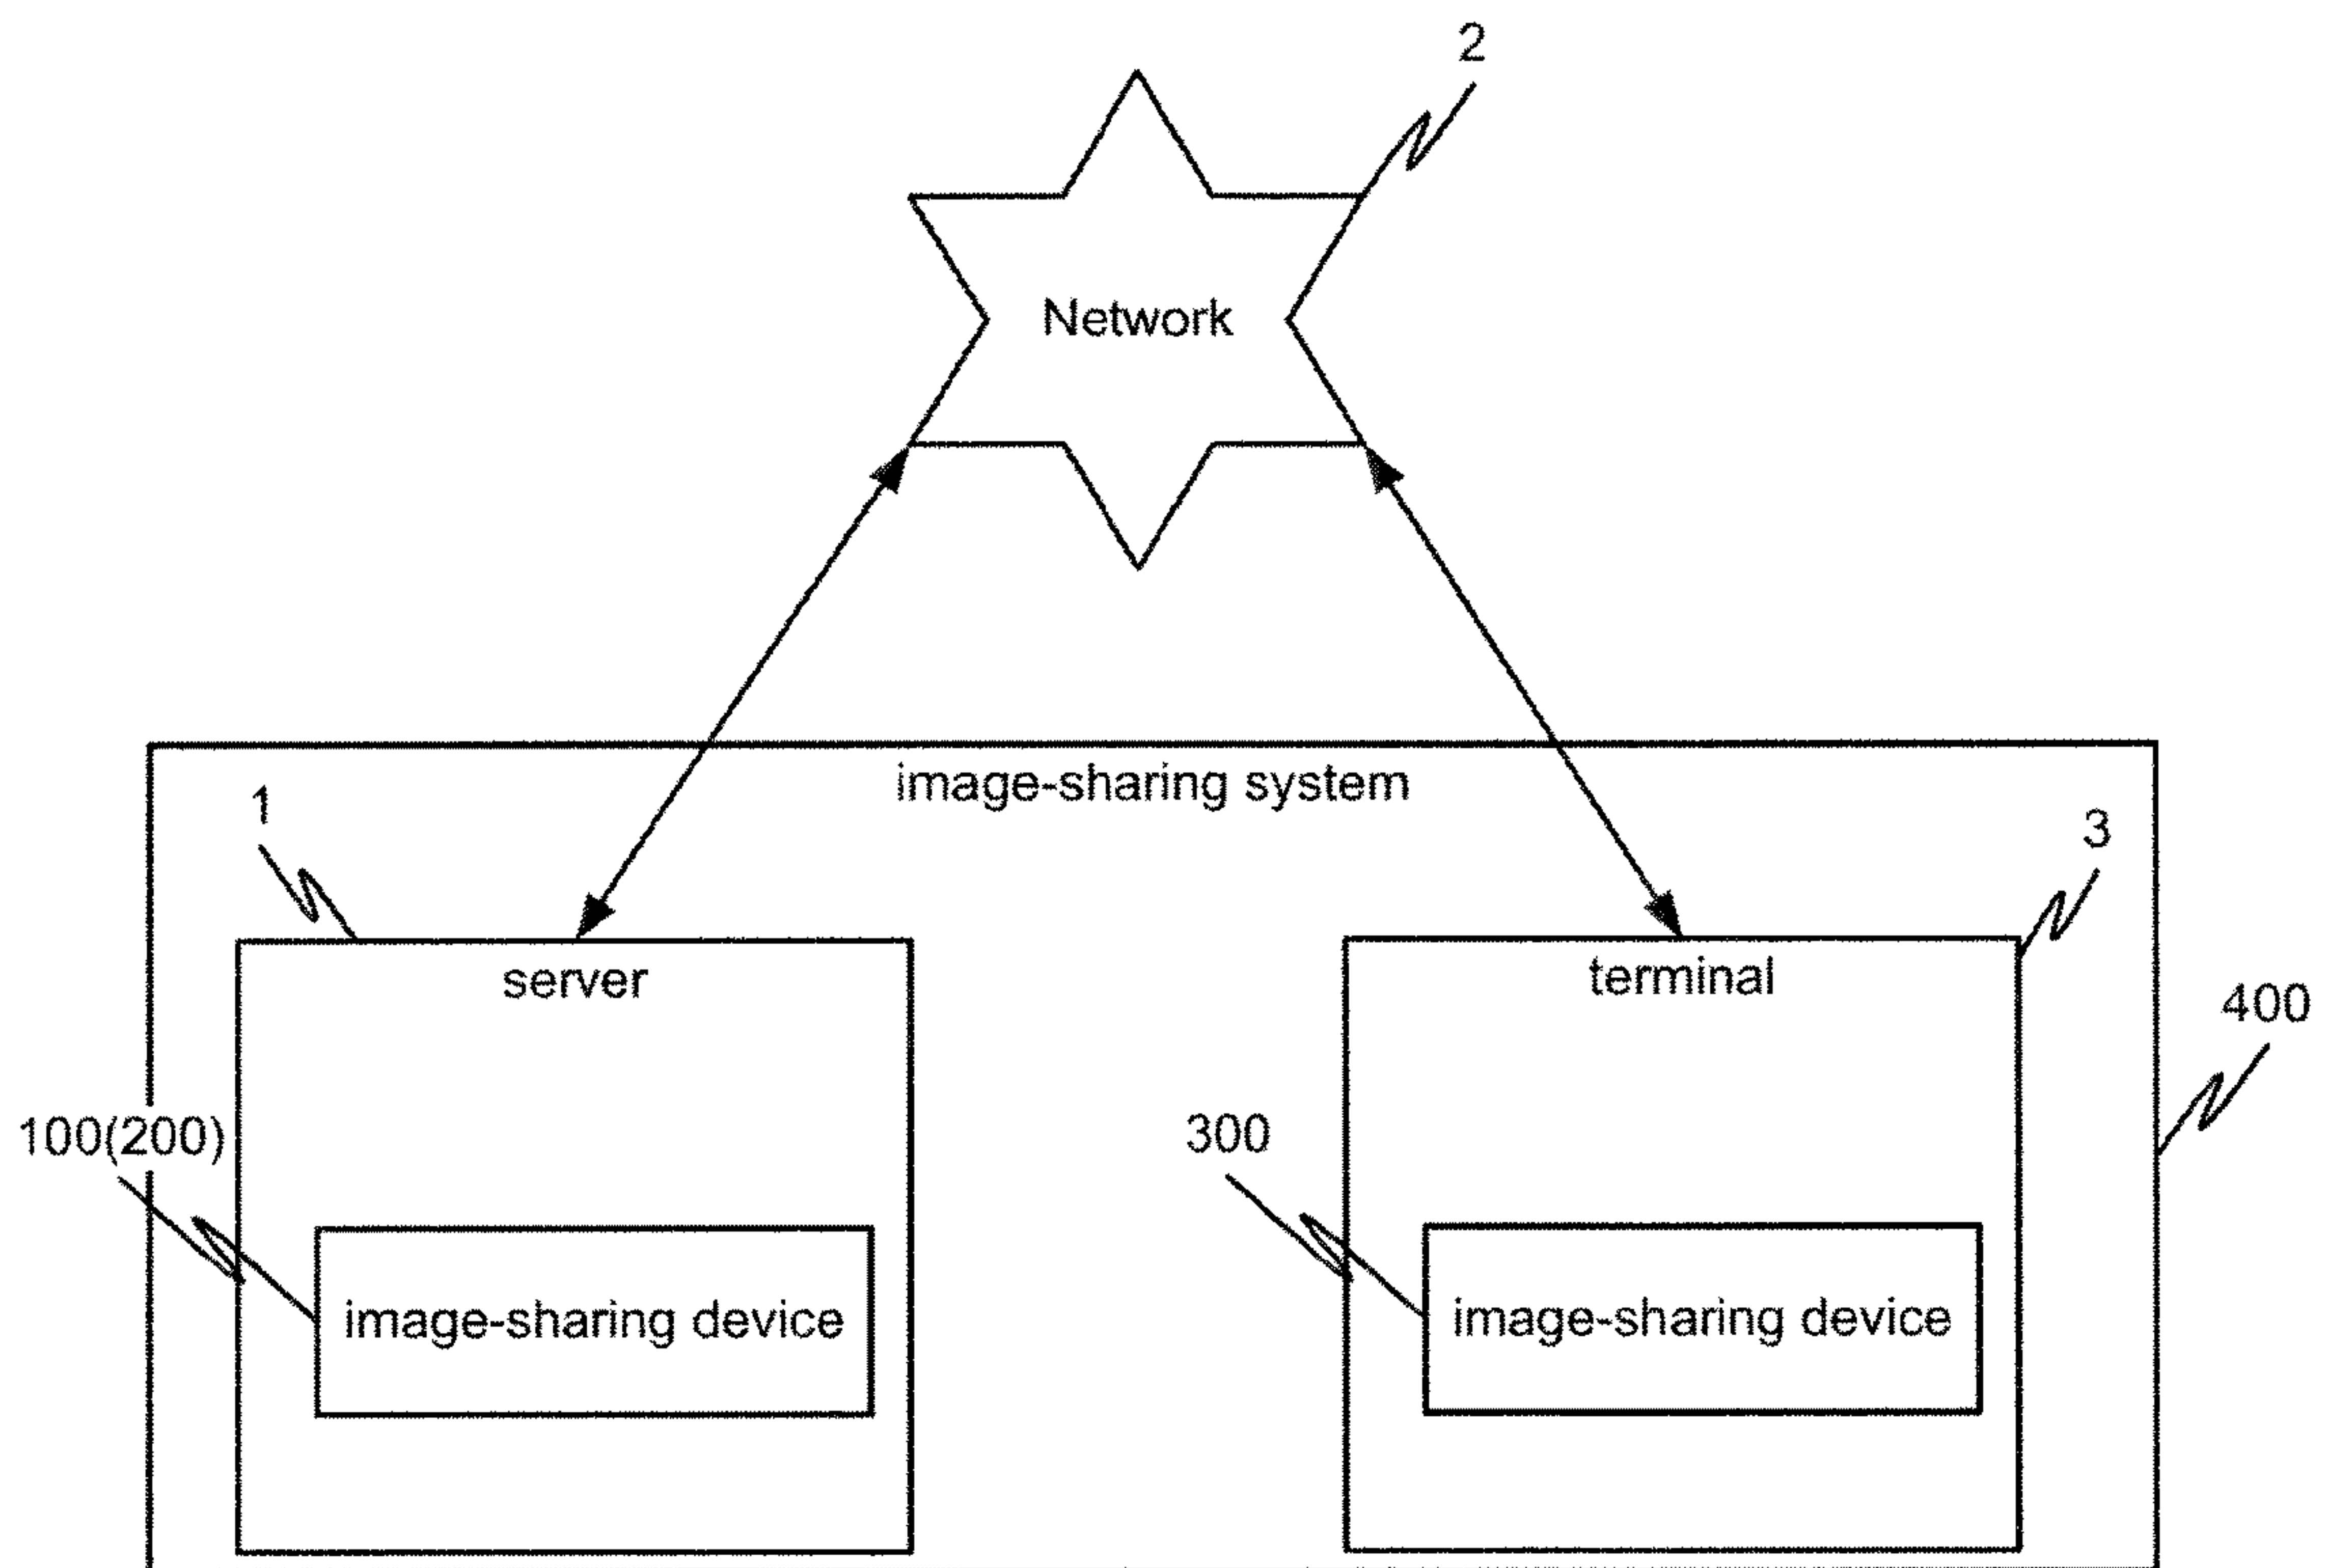 2
Network
image-sharing system
1
3
server
terminal
400
100(200)
300
image-sharing device
image-sharing device